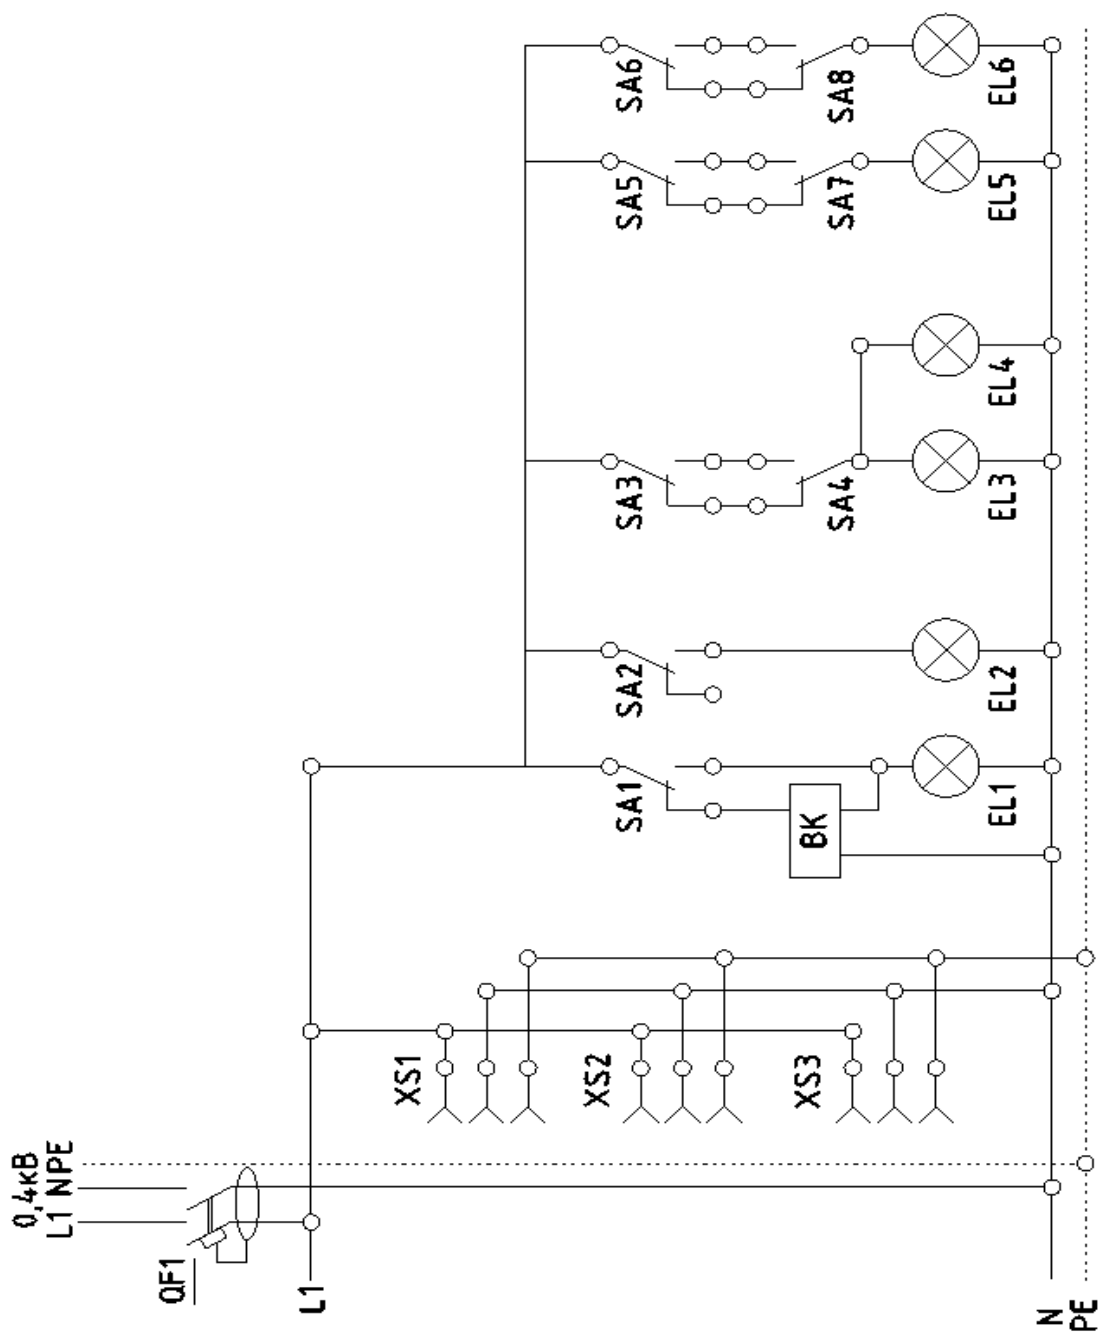 0,4кВ
L1 NPE
QF1
L1
N
PE
XS1
XS2
XS3
SA1
BK
EL1
SA2
EL2
SA3
SA4
EL3
EL4
SA5
SA7
EL5
SA6
SA8
EL6